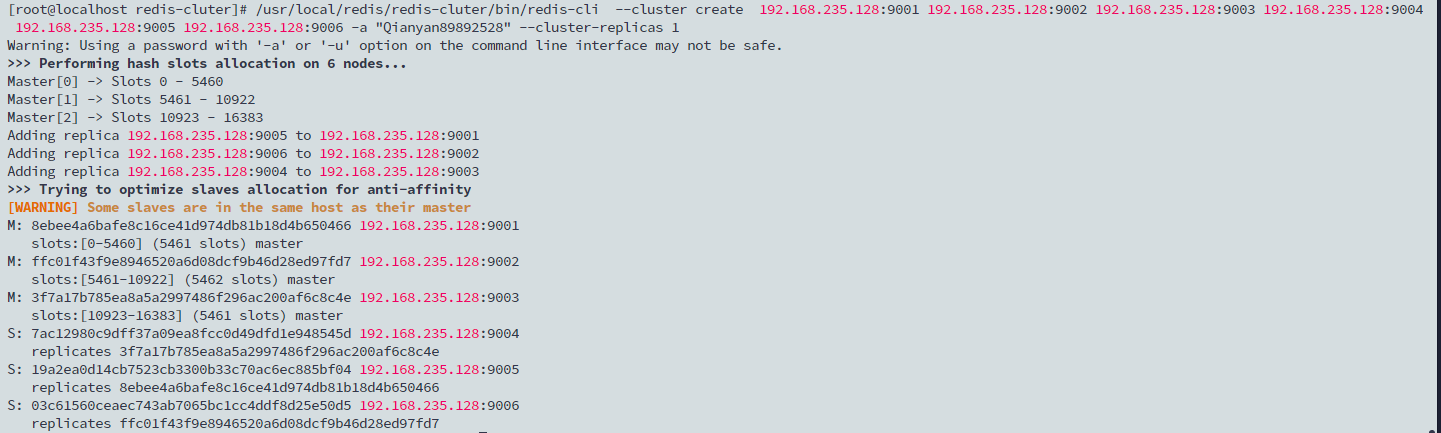 [root@localhost redis-cluter]# /usr/local/redis/redis-cluter/bin/redis-cli  --cluster create  192.168.235.128:9001 192.168.235.128:9002 192.168.235.128:9003 192.168.235.128:9004
 192.168.235.128:9005 192.168.235.128:9006 -a "Qianyan89892528" --cluster-replicas 1
Warning: Using a password with '-a' or '-u' option on the command line interface may not be safe.
>>> Performing hash slots allocation on 6 nodes...
Master[0] -> Slots 0 - 5460
Master[1] -> Slots 5461 - 10922
Master[2] -> Slots 10923 - 16383
Adding replica 192.168.235.128:9005 to 192.168.235.128:9001
Adding replica 192.168.235.128:9006 to 192.168.235.128:9002
Adding replica 192.168.235.128:9004 to 192.168.235.128:9003
>>> Trying to optimize slaves allocation for anti-affinity
[WARNING] Some slaves are in the same host as their master
M: 8ebee4a6bafe8c16ce41d974db81b18d4b650466 192.168.235.128:9001
   slots:[0-5460] (5461 slots) master
M: ffc01f43f9e8946520a6d08dcf9b46d28ed97fd7 192.168.235.128:9002
   slots:[5461-10922] (5462 slots) master
M: 3f7a17b785ea8a5a2997486f296ac200af6c8c4e 192.168.235.128:9003
   slots:[10923-16383] (5461 slots) master
S: 7ac12980c9dff37a09ea8fcc0d49dfd1e948545d 192.168.235.128:9004
   replicates 3f7a17b785ea8a5a2997486f296ac200af6c8c4e
S: 19a2ea0d14cb7523cb3300b33c70ac6ec885bf04 192.168.235.128:9005
   replicates 8ebee4a6bafe8c16ce41d974db81b18d4b650466
S: 03c61560ceaec743ab7065bc1cc4ddf8d25e50d5 192.168.235.128:9006
   replicates ffc01f43f9e8946520a6d08dcf9b46d28ed97fd7